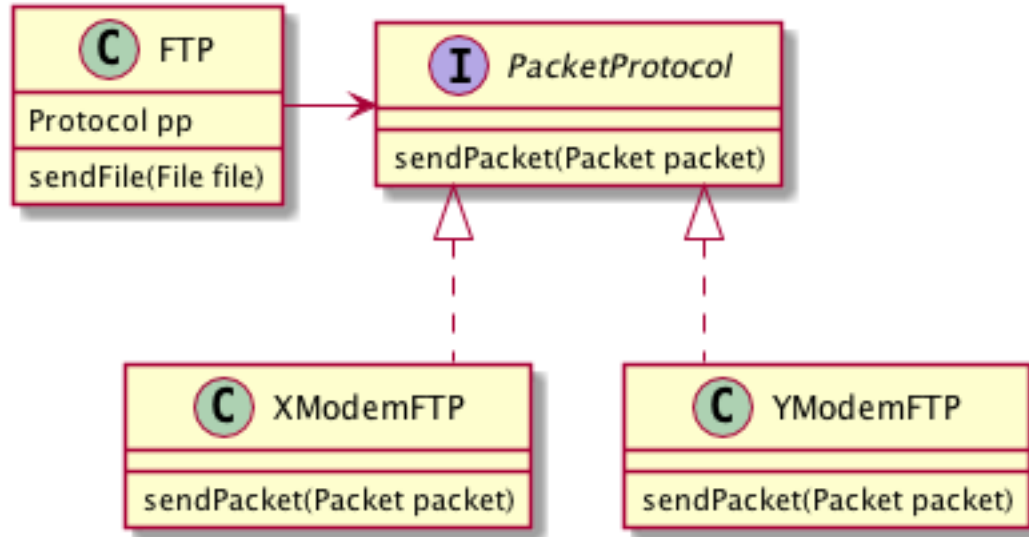 C FTP
Protocol pp
sendFile(File file)
I PacketProtocol
sendPacket(Packet packet)
C XModemFTP
sendPacket(Packet packet)
C YModemFTP
sendPacket(Packet packet)